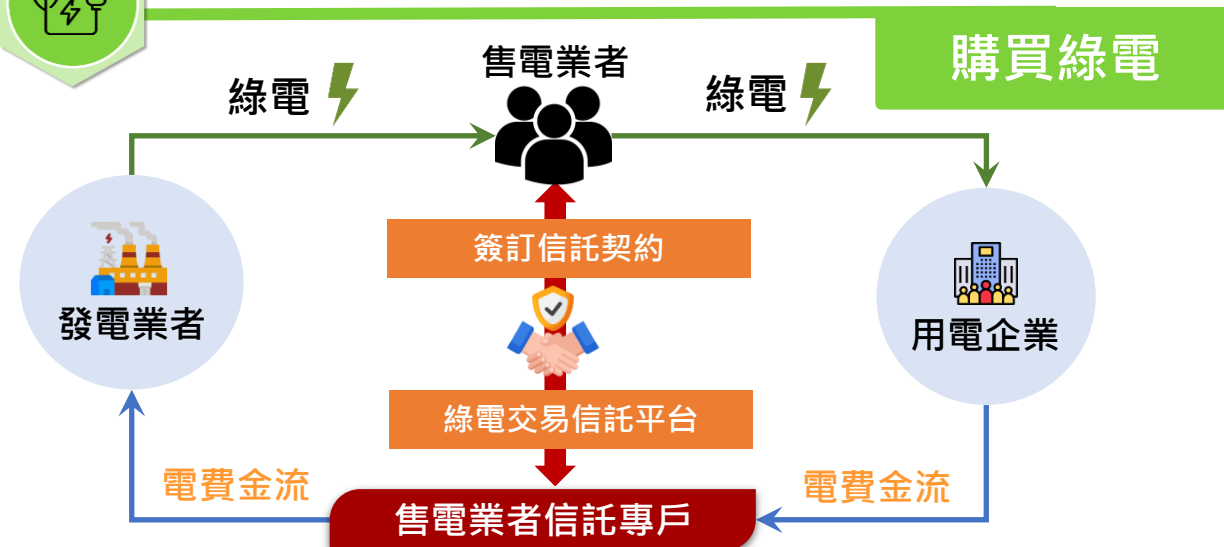 購買綠電
售電業者
綠電
綠電
簽訂信託契約
發電業者
用電企業
綠電交易信託平台
電費金流
電費金流
售電業者信託專戶